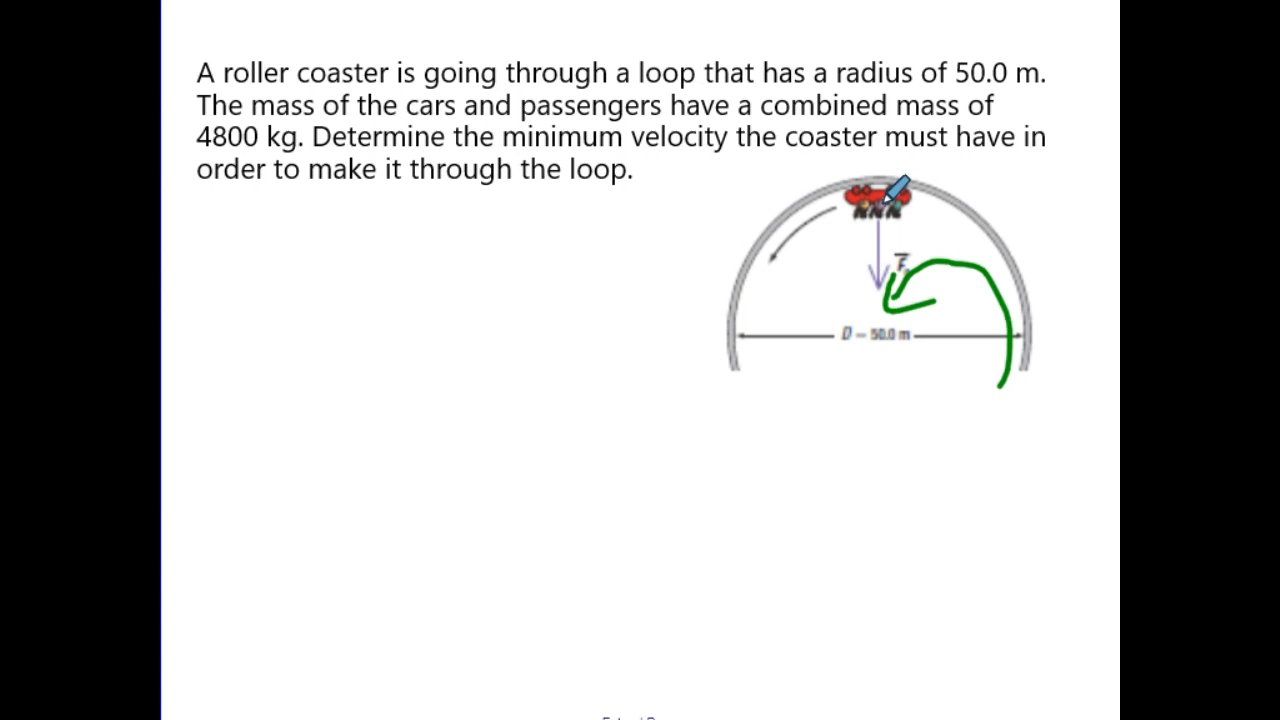 A roller coaster is going through a loop that has a radius of 50.0 m.
The mass of the cars and passengers have a combined mass of
4800 kg. Determine the minimum velocity the coaster must have in
order to make it through the loop.
D – 50.0 m